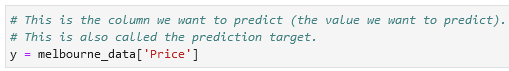 # This is the column we want to predict (the value we want to predict).
# This is also called the prediction target.
y = melbourne_data['Price']